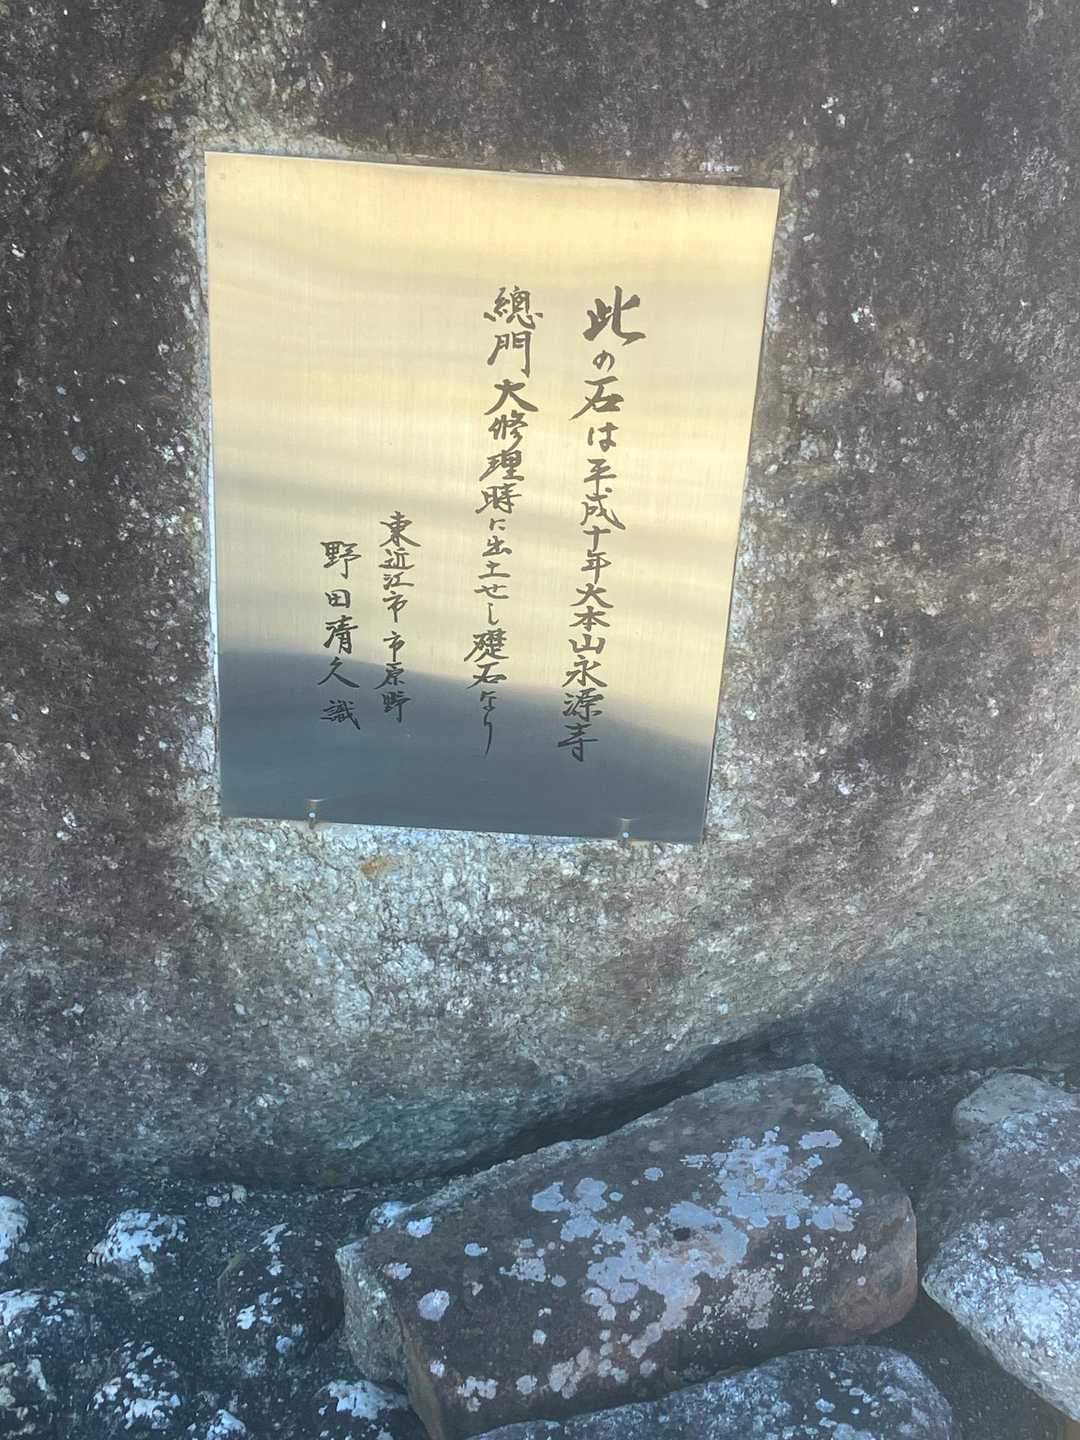 此の石は平成十年大本山永源寺
總門大修理時に出土せし礎石なり
東近江市市原野
野田清久識